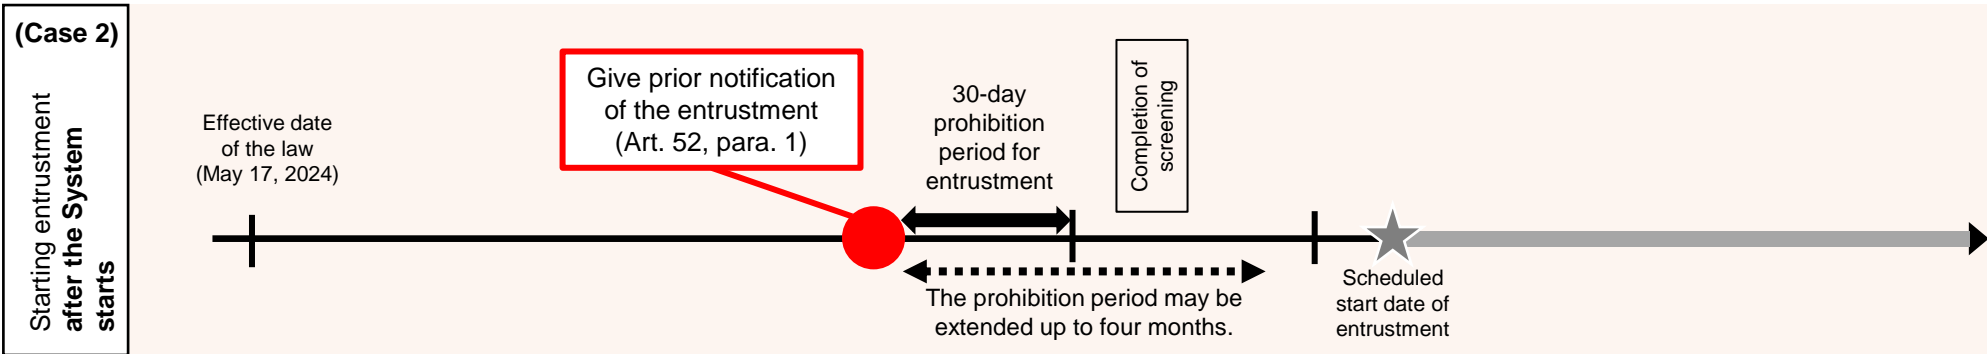 (Case 2)
Starting entrustment
after the System
starts
Effective date
of the law
(May 17, 2024)
Give prior notification
of the entrustment
(Art. 52, para. 1)
30-day
prohibition
period for
entrustment
Completion of
screening
The prohibition period may be
extended up to four months.
Scheduled
start date of
entrustment